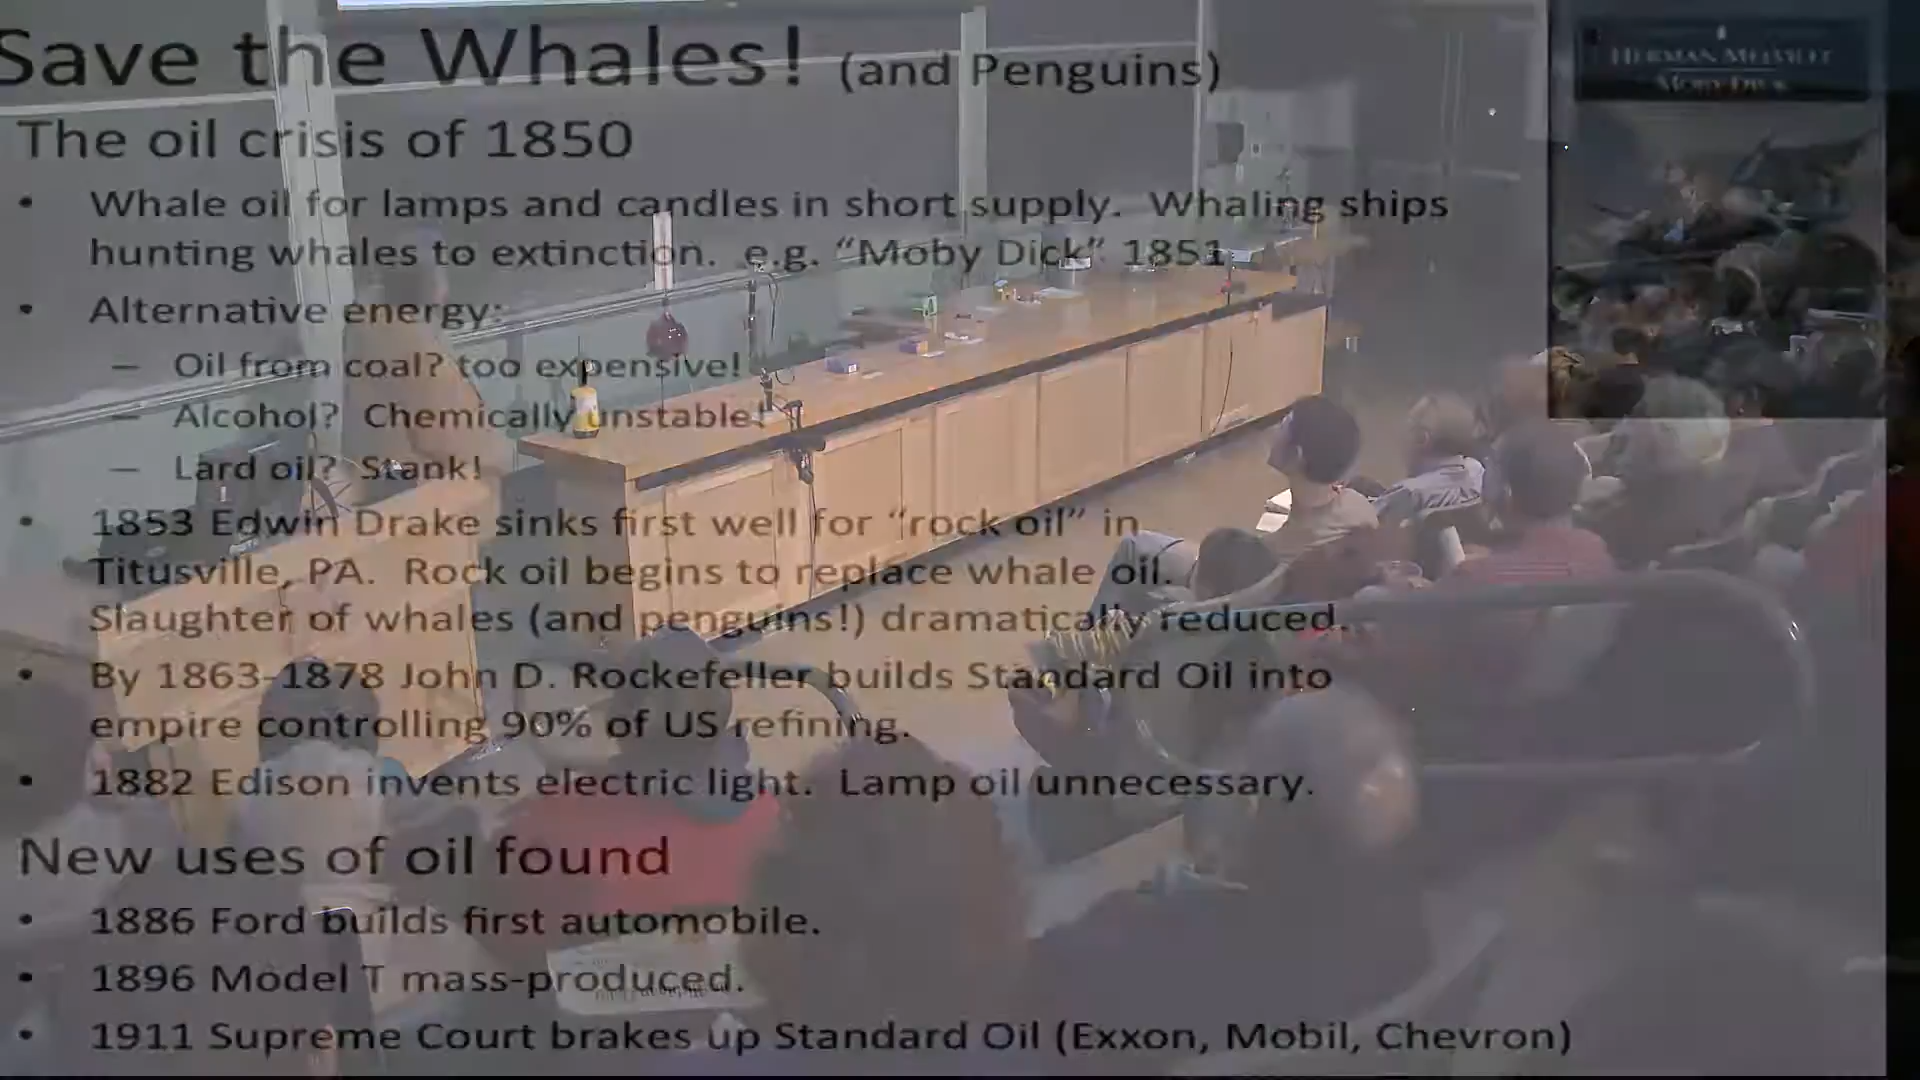 Save the Whales! (and Penguins)
The oil crisis of 1850
• Whale oil for lamps and candles in short supply. Whaling ships
hunting whales to extinction. e.g. “Moby Dick” 1851
• Alternative energy:
– Oil from coal? too expensive!
– Alcohol? Chemically unstable!
– Lard oil? Stank!
• 1853 Edwin Drake sinks first well for “rock oil” in
Titusville, PA. Rock oil begins to replace whale oil.
Slaughter of whales (and penguins!) dramatically reduced.
• By 1863-1878 John D. Rockefeller builds Standard Oil into
empire controlling 90% of US refining.
• 1882 Edison invents electric light. Lamp oil unnecessary.
New uses of oil found
• 1886 Ford builds first automobile.
• 1896 Model T mass-produced.
• 1911 Supreme Court brakes up Standard Oil (Exxon, Mobil, Chevron)
HERMAN MELVILLE
MOBY-DICK